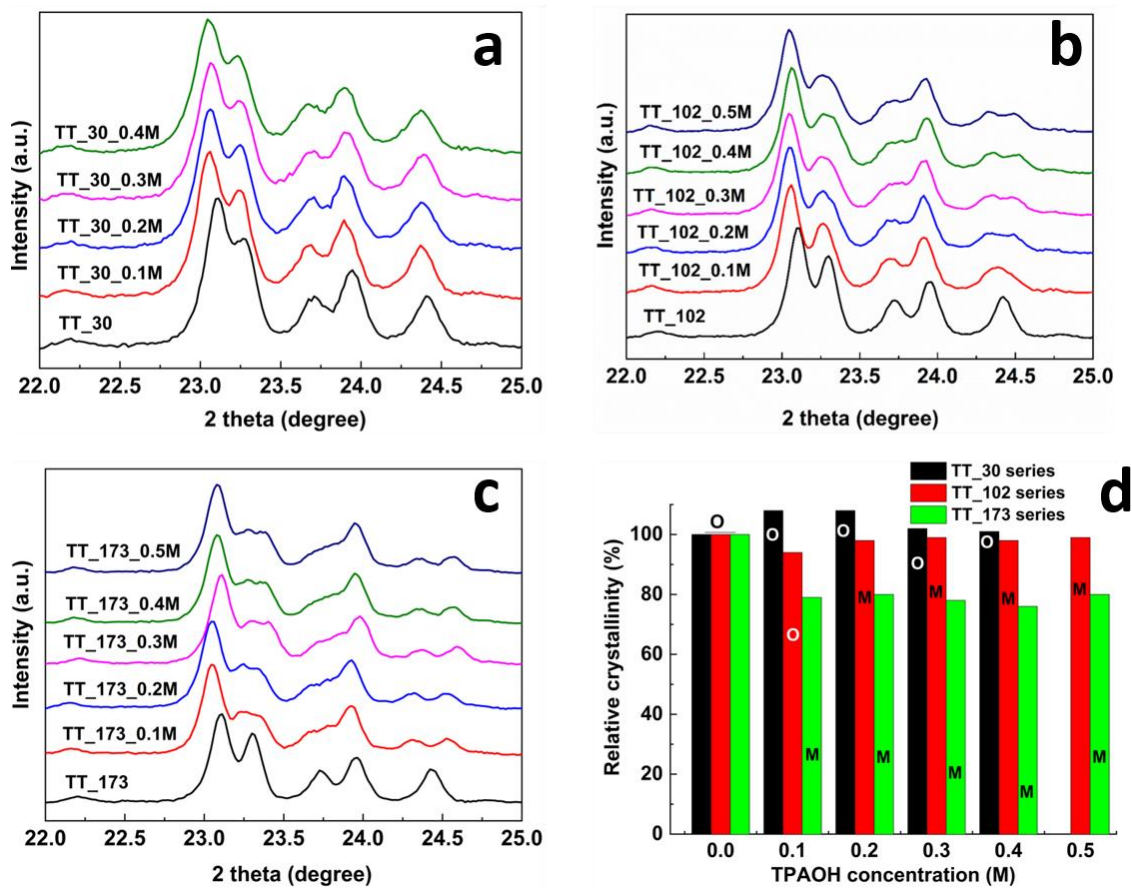 a
TT_30_0.4M
TT_30_0.3M
TT_30_0.2M
TT_30_0.1M
TT_30
Intensity (a.u.)
22.0 22.5 23.0 23.5 24.0 24.5 25.0
2 theta (degree)
b
TT_102_0.5M
TT_102_0.4M
TT_102_0.3M
TT_102_0.2M
TT_102_0.1M
TT_102
Intensity (a.u.)
22.0 22.5 23.0 23.5 24.0 24.5 25.0
2 theta (degree)
c
TT_173_0.5M
TT_173_0.4M
TT_173_0.3M
TT_173_0.2M
TT_173_0.1M
TT_173
Intensity (a.u.)
22.0 22.5 23.0 23.5 24.0 24.5 25.0
2 theta (degree)
d
TT_30 series
TT_102 series
TT_173 series
Relative crystallinity (%)
100
80
60
40
20
0
O
O O O O
O M M M M
M M M M M
0.0 0.1 0.2 0.3 0.4 0.5
TPAOH concentration (M)